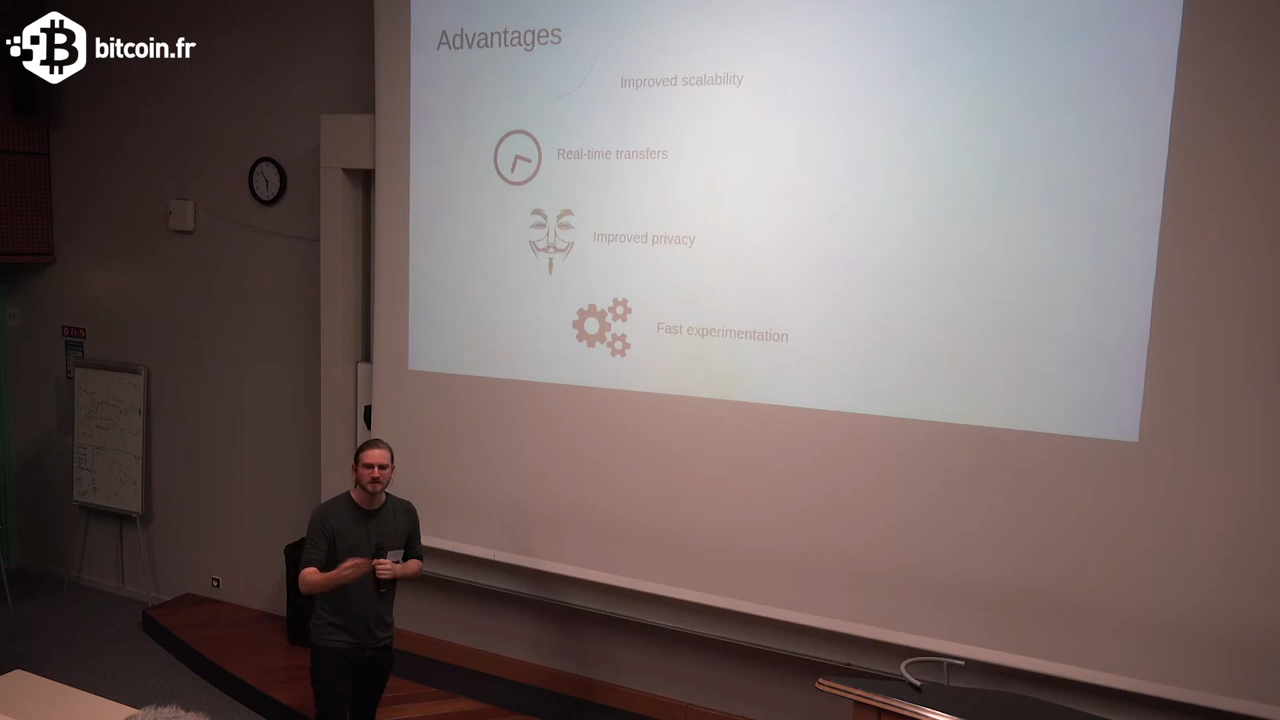 bitcoin.fr
Advantages
Improved scalability
Real-time transfers
Improved privacy
Fast experimentation